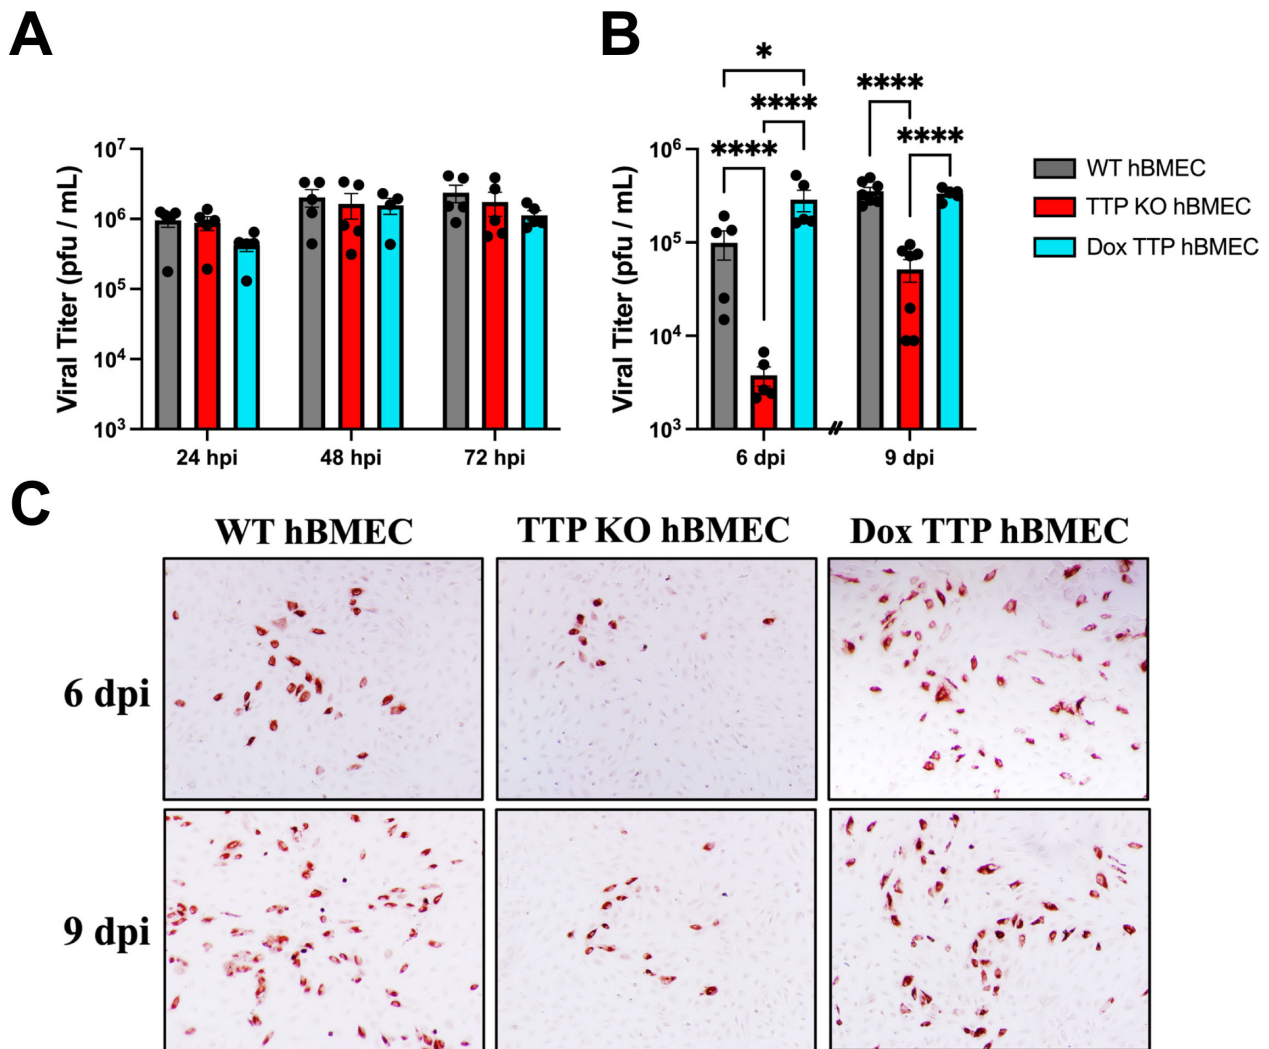 A
B
*
****
****
****
****
Viral Titer (pfu / mL)
10⁷
10⁶
10⁵
10⁴
10³
24 hpi
48 hpi
72 hpi
Viral Titer (pfu / mL)
10⁶
10⁵
10⁴
10³
6 dpi
//
9 dpi
WT hBMEC
TTP KO hBMEC
Dox TTP hBMEC
C
WT hBMEC
TTP KO hBMEC
Dox TTP hBMEC
6 dpi
9 dpi